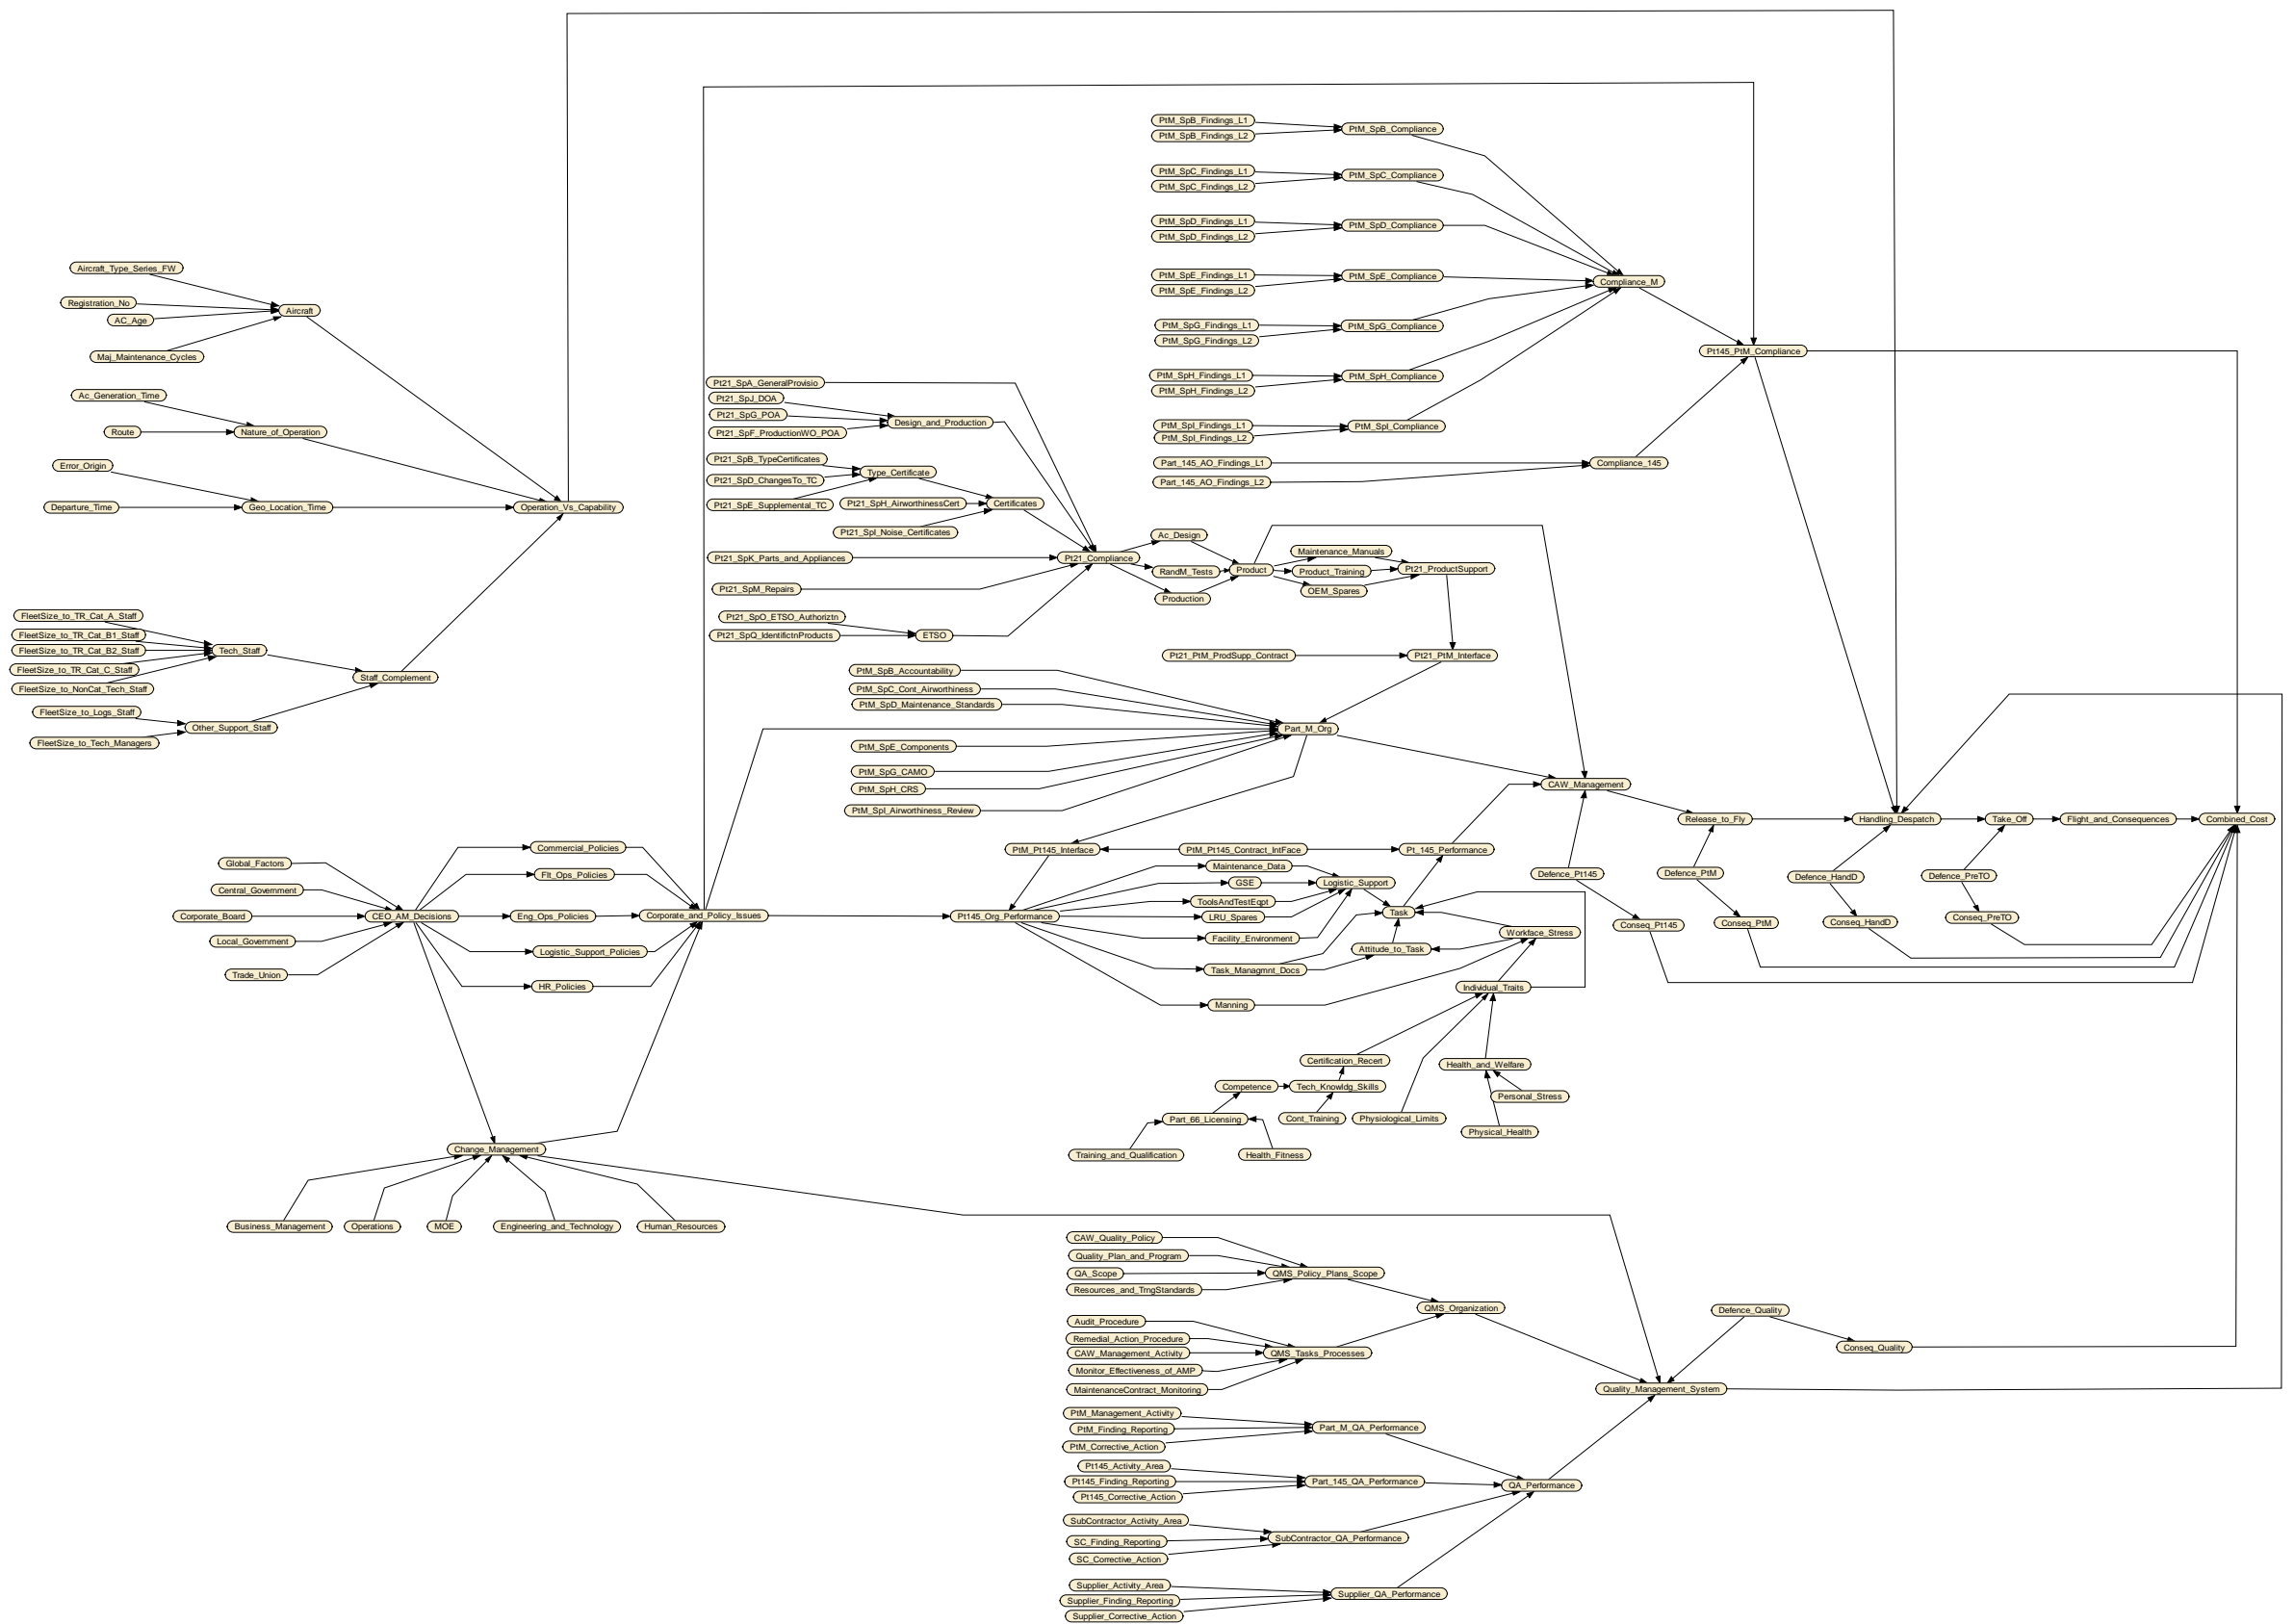 PtM_SpB_Findings_L1
PtM_SpB_Findings_L2
PtM_SpB_Compliance
PtM_SpC_Findings_L1
PtM_SpC_Findings_L2
PtM_SpC_Compliance
PtM_SpD_Findings_L1
PtM_SpD_Findings_L2
PtM_SpD_Compliance
PtM_SpE_Findings_L1
PtM_SpE_Findings_L2
PtM_SpE_Compliance
Compliance_M
PtM_SpG_Findings_L1
PtM_SpG_Findings_L2
PtM_SpG_Compliance
Pt145_PtM_Compliance
PtM_SpH_Findings_L1
PtM_SpH_Findings_L2
PtM_SpH_Compliance
PtM_SpI_Findings_L1
PtM_SpI_Findings_L2
PtM_SpI_Compliance
Part_145_AO_Findings_L1
Part_145_AO_Findings_L2
Compliance_145
Aircraft_Type_Series_FW
Registration_No
AC_Age
Maj_Maintenance_Cycles
Aircraft
Ac_Generation_Time
Route
Nature_of_Operation
Error_Origin
Departure_Time
Geo_Location_Time
Operation_Vs_Capability
FleetSize_to_TR_Cat_A_Staff
FleetSize_to_TR_Cat_B1_Staff
FleetSize_to_TR_Cat_B2_Staff
FleetSize_to_TR_Cat_C_Staff
FleetSize_to_NonCat_Tech_Staff
Tech_Staff
Staff_Complement
FleetSize_to_Logs_Staff
FleetSize_to_Tech_Managers
Other_Support_Staff
Pt21_SpA_GeneralProvisio
Pt21_SpJ_DOA
Pt21_SpG_POA
Pt21_SpF_ProductionWO_POA
Design_and_Production
Pt21_SpB_TypeCertificates
Pt21_SpD_ChangesTo_TC
Pt21_SpE_Supplemental_TC
Type_Certificate
Pt21_SpH_AirworthinessCert
Pt21_SpI_Noise_Certificates
Certificates
Pt21_SpK_Parts_and_Appliances
Pt21_SpM_Repairs
Pt21_SpO_ETSO_Authoriztn
Pt21_SpQ_IdentifictnProducts
ETSO
Pt21_Compliance
Ac_Design
RandM_Tests
Production
Product
Maintenance_Manuals
Product_Training
OEM_Spares
Pt21_ProductSupport
Pt21_PtM_ProdSupp_Contract
Pt21_PtM_Interface
PtM_SpB_Accountability
PtM_SpC_Cont_Airworthiness
PtM_SpD_Maintenance_Standards
PtM_SpE_Components
PtM_SpG_CAMO
PtM_SpH_CRS
PtM_SpI_Airworthiness_Review
Part_M_Org
CAW_Management
Release_to_Fly
Handling_Despatch
Take_Off
Flight_and_Consequences
Combined_Cost
Global_Factors
Central_Government
Corporate_Board
Local_Government
Trade_Union
CEO_AM_Decisions
Commercial_Policies
Flt_Ops_Policies
Eng_Ops_Policies
Logistic_Support_Policies
HR_Policies
Corporate_and_Policy_Issues
PtM_Pt145_Interface
PtM_Pt145_Contract_IntFace
Pt_145_Performance
Pt145_Org_Performance
Maintenance_Data
GSE
ToolsAndTestEqpt
LRU_Spares
Facility_Environment
Task_Managmnt_Docs
Manning
Logistic_Support
Task
Attitude_to_Task
Workface_Stress
Individual_Traits
Defence_Pt145
Conseq_Pt145
Defence_PtM
Conseq_PtM
Defence_HandD
Conseq_HandD
Defence_PreTO
Conseq_PreTO
Certification_Recert
Competence
Tech_Knowldg_Skills
Cont_Training
Part_66_Licensing
Training_and_Qualification
Health_Fitness
Physiological_Limits
Health_and_Welfare
Personal_Stress
Physical_Health
Change_Management
Business_Management
Operations
MOE
Engineering_and_Technology
Human_Resources
CAW_Quality_Policy
Quality_Plan_and_Program
QA_Scope
Resources_and_TrngStandards
QMS_Policy_Plans_Scope
QMS_Organization
Audit_Procedure
Remedial_Action_Procedure
CAW_Management_Activity
Monitor_Effectiveness_of_AMP
MaintenanceContract_Monitoring
QMS_Tasks_Processes
Defence_Quality
Conseq_Quality
Quality_Management_System
PtM_Management_Activity
PtM_Finding_Reporting
PtM_Corrective_Action
Part_M_QA_Performance
Pt145_Activity_Area
Pt145_Finding_Reporting
Pt145_Corrective_Action
Part_145_QA_Performance
QA_Performance
SubContractor_Activity_Area
SC_Finding_Reporting
SC_Corrective_Action
SubContractor_QA_Performance
Supplier_Activity_Area
Supplier_Finding_Reporting
Supplier_Corrective_Action
Supplier_QA_Performance